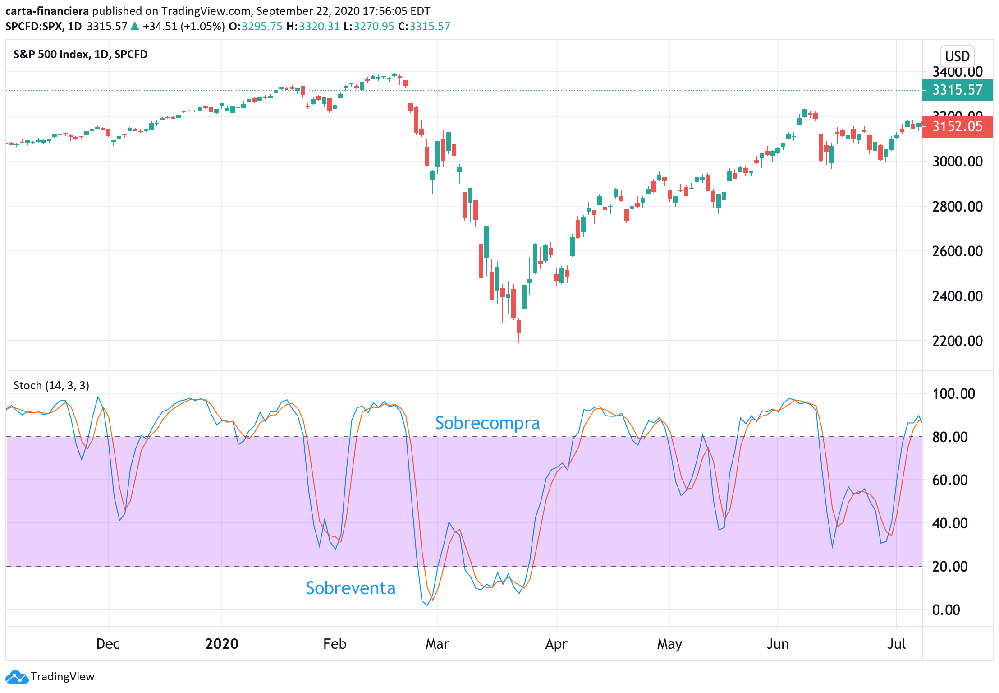 carta-financiera published on TradingView.com, September 22, 2020 17:56:05 EDT
SPCFD:SPX, 1D 3315.57 ▲ +34.51 (+1.05%) O:3295.75 H:3320.31 L:3270.95 C:3315.57
S&P 500 Index, 1D, SPCFD
USD
3400.00
3315.57
3200.00
3152.05
3000.00
2800.00
2600.00
2400.00
2200.00
Stoch (14, 3, 3)
100.00
Sobrecompra
80.00
60.00
40.00
20.00
Sobreventa
0.00
Dec 2020 Feb Mar Apr May Jun Jul
TradingView